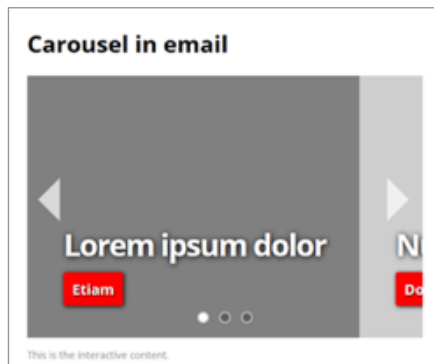 Carousel in email
Lorem ipsum dolor
Etiam
This is the interactive content.